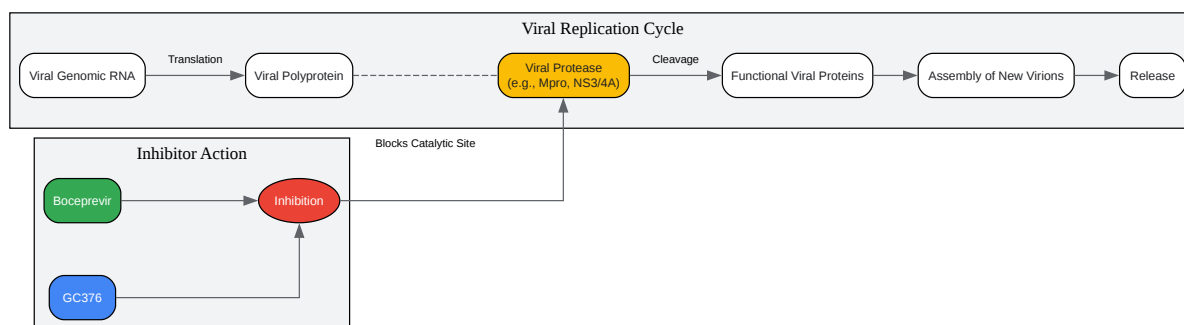 Viral Replication Cycle
Translation
Cleavage
Viral Genomic RNA
Viral Polyprotein
Viral Protease
(e.g., Mpro, NS3/4A)
Functional Viral Proteins
Assembly of New Virions
Release
Blocks Catalytic Site
Inhibitor Action
Boceprevir
Inhibition
GC376